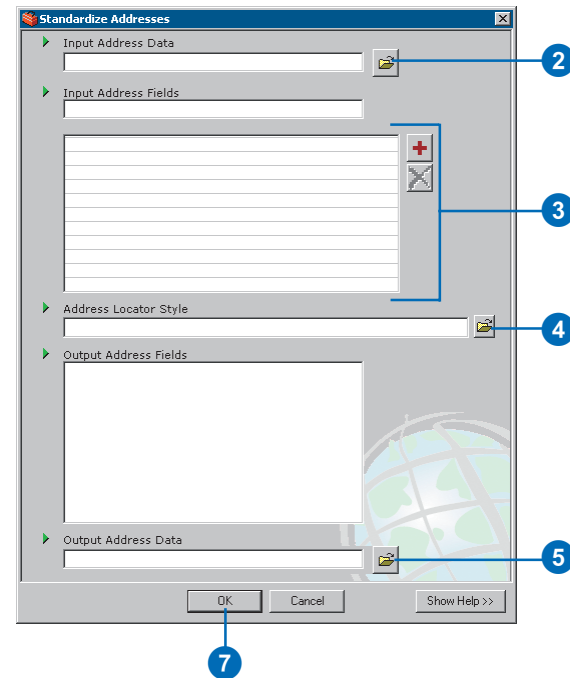 Standardize Addresses
Input Address Data
2
Input Address Fields
3
Address Locator Style
4
Output Address Fields
Output Address Data
5
OK
Cancel
Show Help >>
7